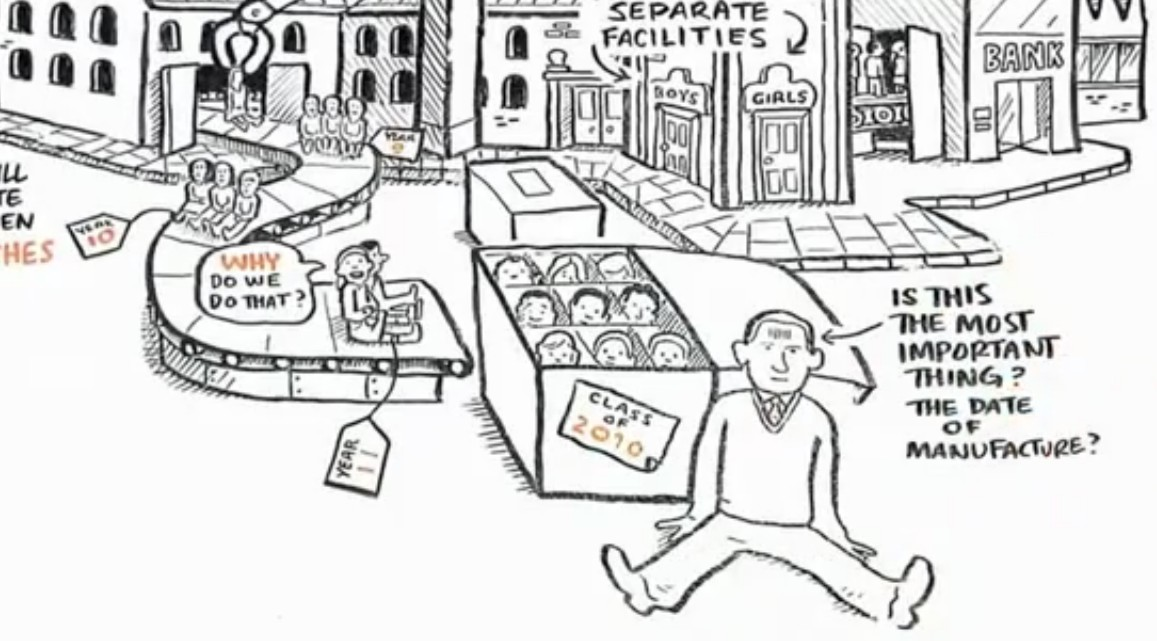 SEPARATE
FACILITIES
BOYS
GIRLS
BANK
YEAR
9
YEAR
10
HES
WHY
DO WE
DO THAT?
CLASS
OF
2010
YEAR
11
IS THIS
THE MOST
IMPORTANT
THING?
THE DATE
OF
MANUFACTURE?